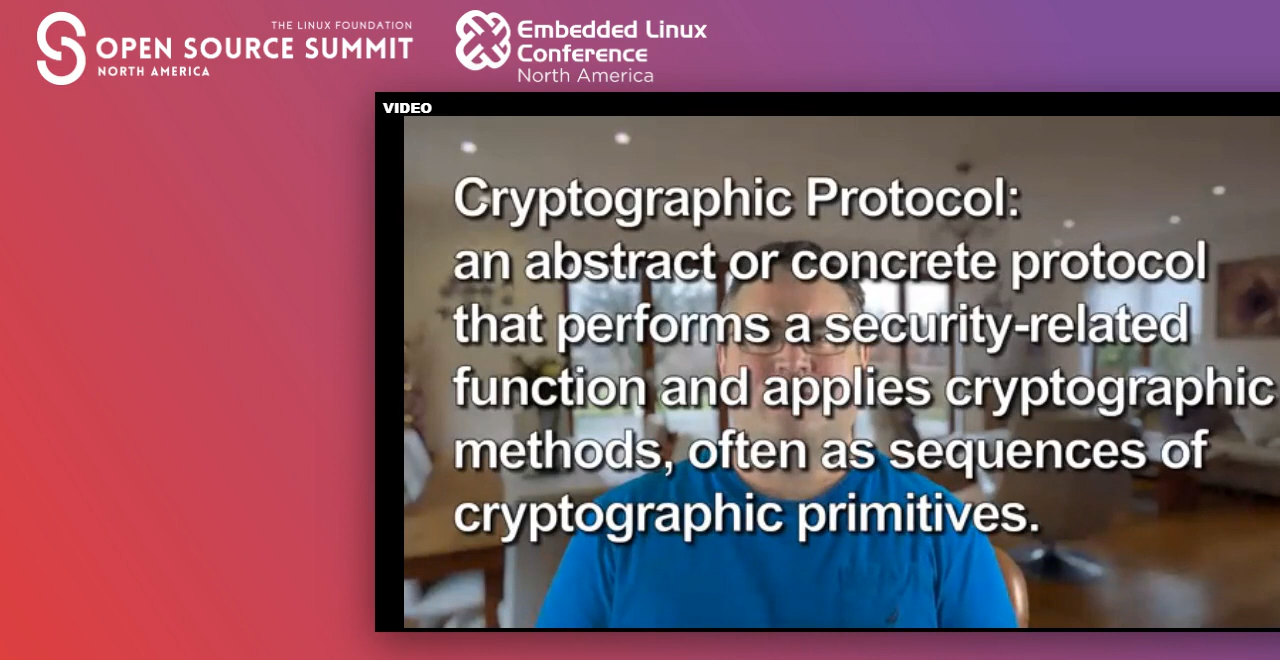 THE LINUX FOUNDATION
OPEN SOURCE SUMMIT
NORTH AMERICA
Embedded Linux
Conference
North America
VIDEO
Cryptographic Protocol:
an abstract or concrete protocol
that performs a security-related
function and applies cryptographic
methods, often as sequences of
cryptographic primitives.